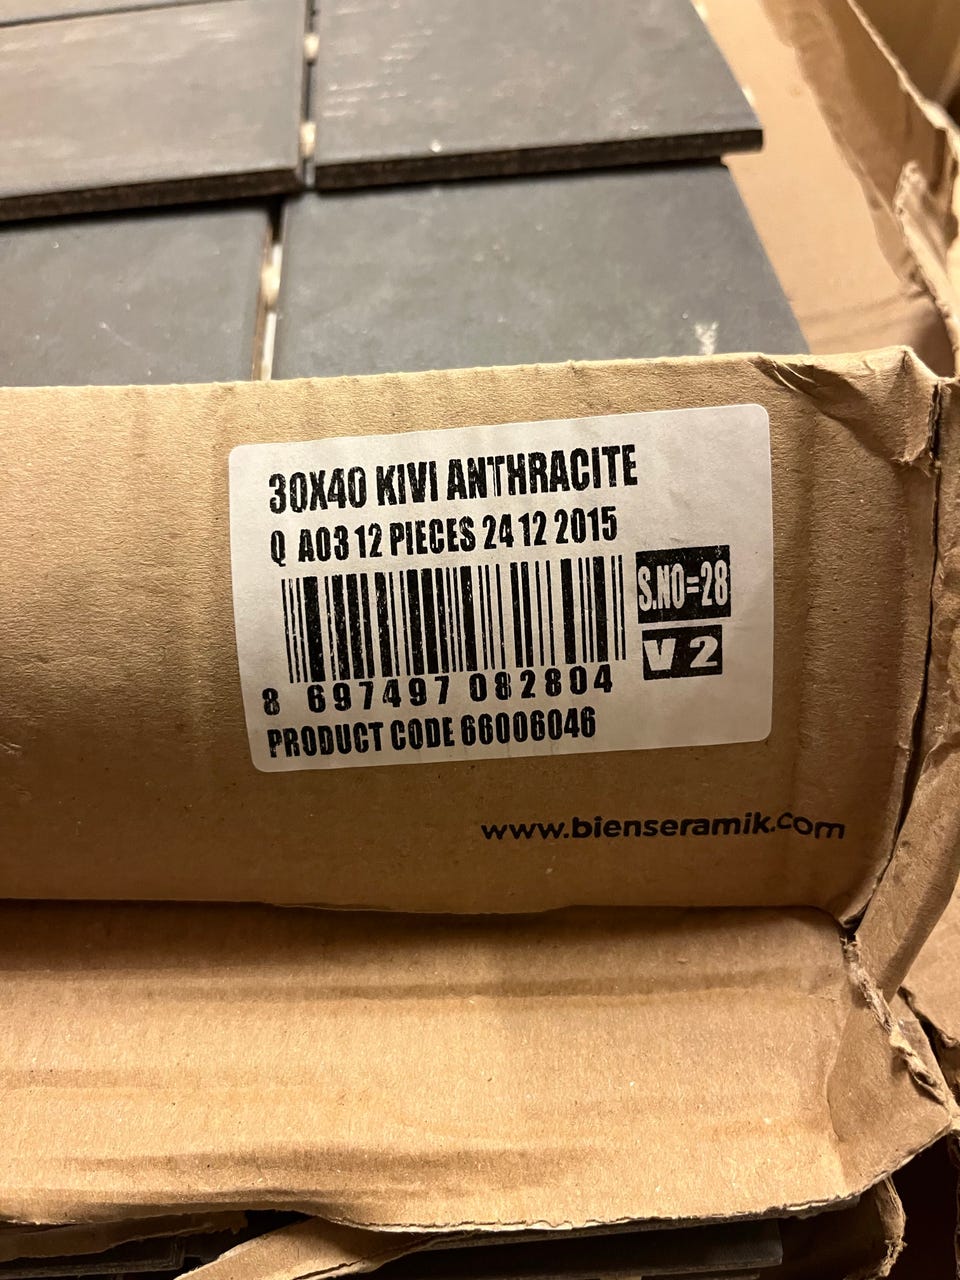 30X40 KIVI ANTHRACITE
Q A03 12 PIECES 24 12 2015
S.NO=28
V 2
8 697497 082804
PRODUCT CODE 66006046
www.bienseramik.com